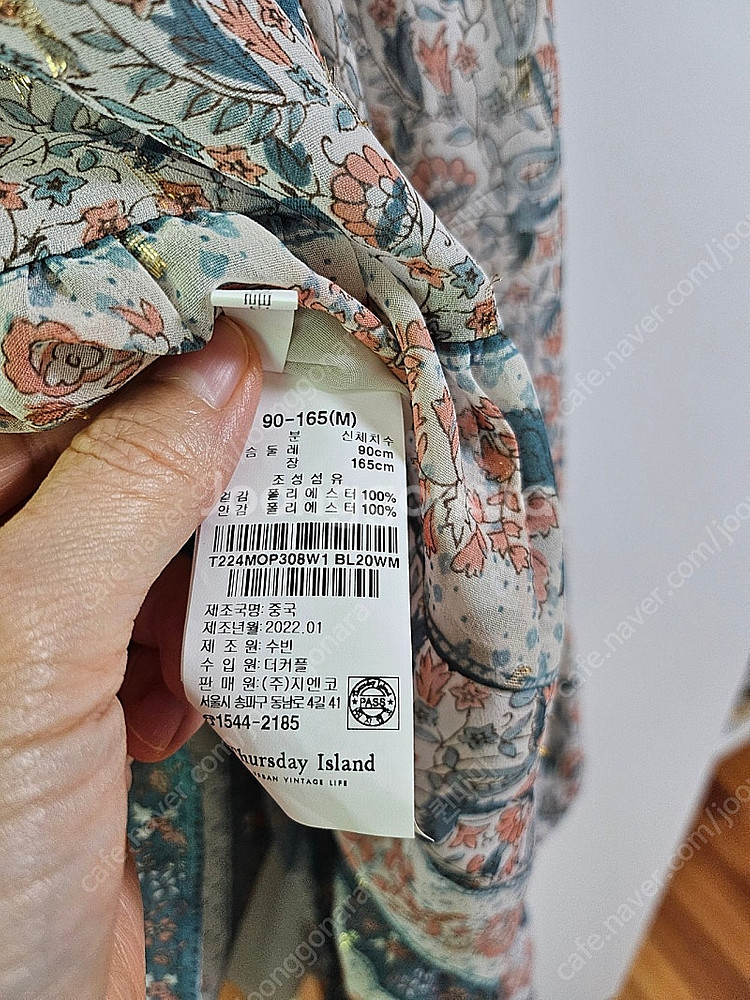 90-165(M)
분 신체치수
슴 둘 레 90cm
장 165cm
조 성 섬 유
겉 감 폴 리 에 스 터 100%
안 감 폴 리 에 스 터 100%
T224MOP308W1 BL20WM
제조국명: 중국
제조년월: 2022.01
제 조 원: 수빈
수 입 원: 더커플
판 매 원: (주)지엔코
서울시 송파구 동남로 4길 41
☎1544-2185
PASS
Thursday Island
URBAN VINTAGE LIFE
cafe.naver.com/joonggonara